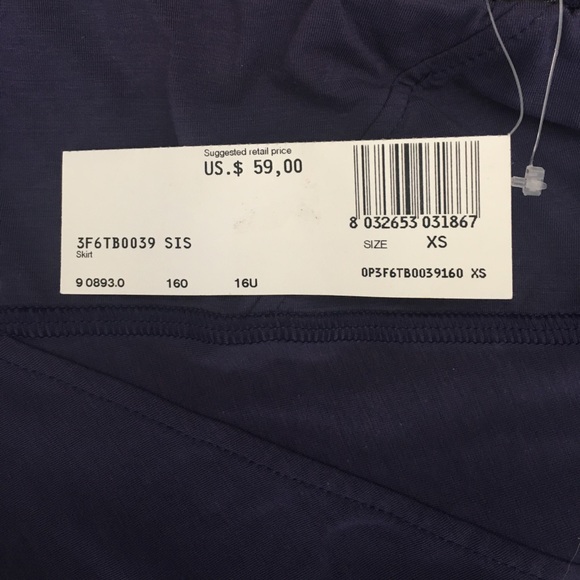 Suggested retail price
US.$ 59,00
8 032653 031867
3F6TB0039 SIS
SIZE XS
Skirt
0P3F6TB0039160 XS
9 0893.0 160 16U